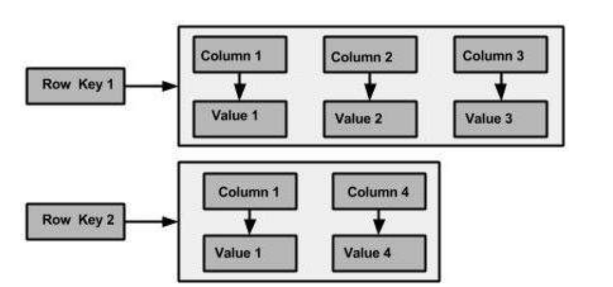 Column 1 Column 2 Column 3
Row Key 1
Value 1 Value 2 Value 3
Column 1 Column 4
Row Key 2
Value 1 Value 4